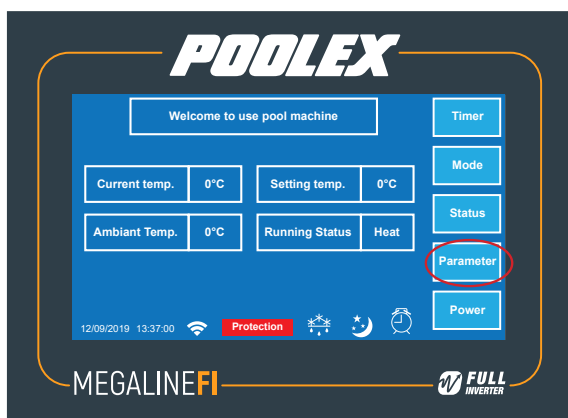 POOLEX
Welcome to use pool machine
Timer
Mode
Current temp. 0°C Setting temp. 0°C
Status
Ambiant Temp. 0°C Running Status Heat
Parameter
Power
12/09/2019 13:37:00 Protection
MEGALINEFI
FULL
INVERTER